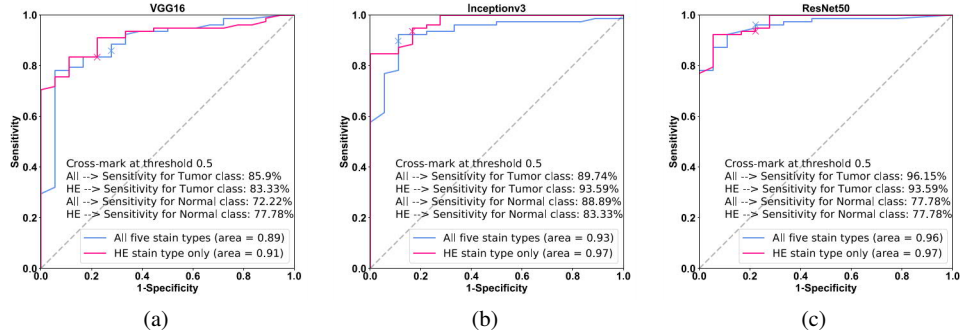 VGG16
1.0
0.8
0.6
0.4
0.2
0.0
Sensitivity
Cross-mark at threshold 0.5
All --> Sensitivity for Tumor class: 85.9%
HE --> Sensitivity for Tumor class: 83.33%
All --> Sensitivity for Normal class: 72.22%
HE --> Sensitivity for Normal class: 77.78%
All five stain types (area = 0.89)
HE stain type only (area = 0.91)
0.0 0.2 0.4 0.6 0.8 1.0
1-Specificity
(a)
Inceptionv3
1.0
0.8
0.6
0.4
0.2
0.0
Sensitivity
Cross-mark at threshold 0.5
All --> Sensitivity for Tumor class: 89.74%
HE --> Sensitivity for Tumor class: 93.59%
All --> Sensitivity for Normal class: 88.89%
HE --> Sensitivity for Normal class: 83.33%
All five stain types (area = 0.93)
HE stain type only (area = 0.97)
0.0 0.2 0.4 0.6 0.8 1.0
1-Specificity
(b)
ResNet50
1.0
0.8
0.6
0.4
0.2
0.0
Sensitivity
Cross-mark at threshold 0.5
All --> Sensitivity for Tumor class: 96.15%
HE --> Sensitivity for Tumor class: 93.59%
All --> Sensitivity for Normal class: 77.78%
HE --> Sensitivity for Normal class: 77.78%
All five stain types (area = 0.96)
HE stain type only (area = 0.97)
0.0 0.2 0.4 0.6 0.8 1.0
1-Specificity
(c)